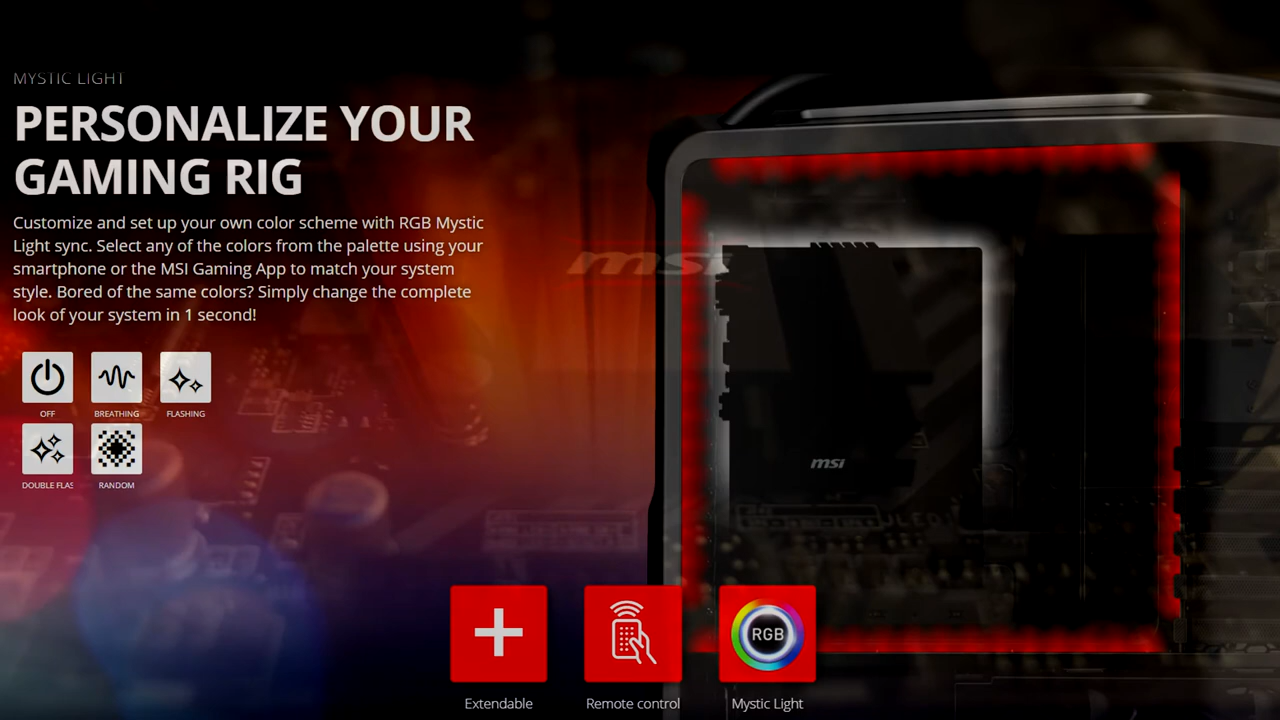 MYSTIC LIGHT
PERSONALIZE YOUR
GAMING RIG
Customize and set up your own color scheme with RGB Mystic
Light sync. Select any of the colors from the palette using your
smartphone or the MSI Gaming App to match your system
style. Bored of the same colors? Simply change the complete
look of your system in 1 second!
msi
OFF
BREATHING
FLASHING
DOUBLE FLAS
RANDOM
msi
RGB
Extendable
Remote control
Mystic Light